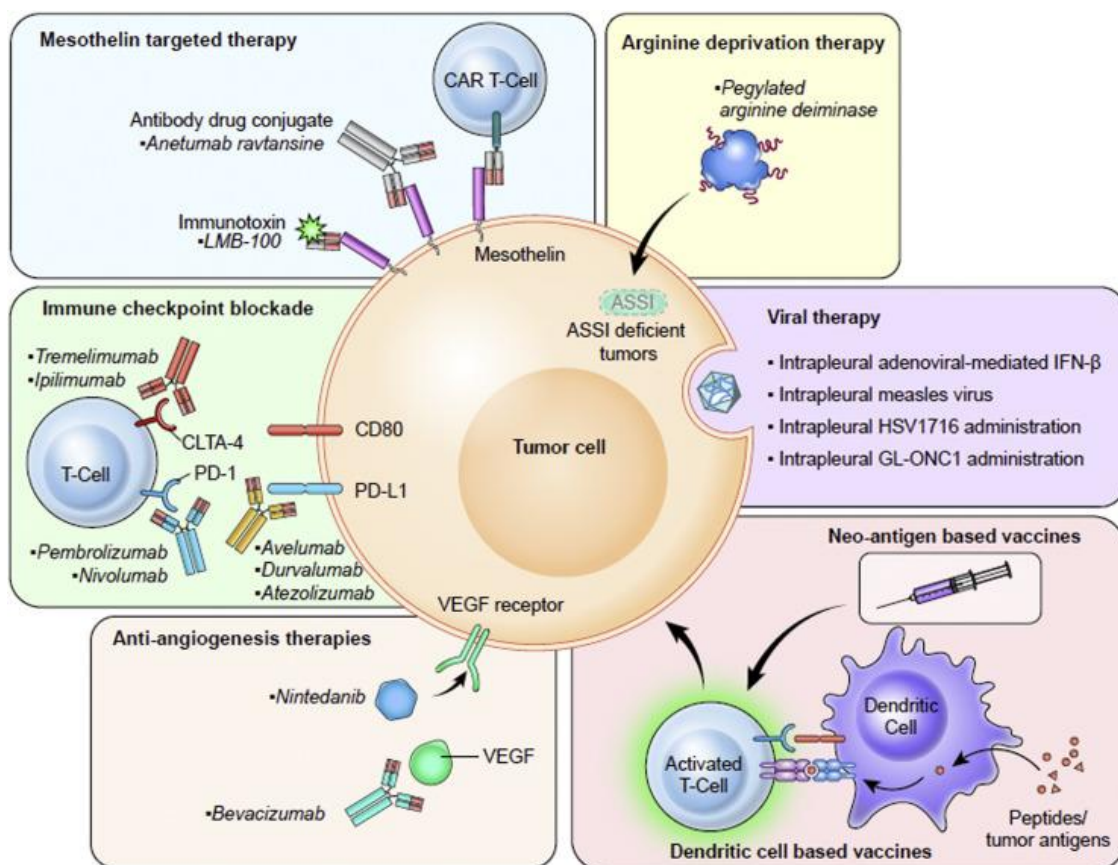 Mesothelin targeted therapy
CAR T-Cell
Antibody drug conjugate
▪Anetumab ravtansine
Immunotoxin
▪LMB-100
Mesothelin
Arginine deprivation therapy
▪Pegylated
arginine deiminase
ASSI
ASSI deficient
tumors
Immune checkpoint blockade
▪Tremelimumab
▪Ipilimumab
CLTA-4
T-Cell
PD-1
CD80
PD-L1
▪Pembrolizumab
▪Nivolumab
▪Avelumab
▪Durvalumab
▪Atezolizumab
Tumor cell
Viral therapy
▪ Intrapleural adenoviral-mediated IFN-β
▪ Intrapleural measles virus
▪ Intrapleural HSV1716 administration
▪ Intrapleural GL-ONC1 administration
Anti-angiogenesis therapies
VEGF receptor
▪Nintedanib
VEGF
▪Bevacizumab
Neo-antigen based vaccines
Dendritic
Cell
Activated
T-Cell
Peptides/
tumor antigens
Dendritic cell based vaccines